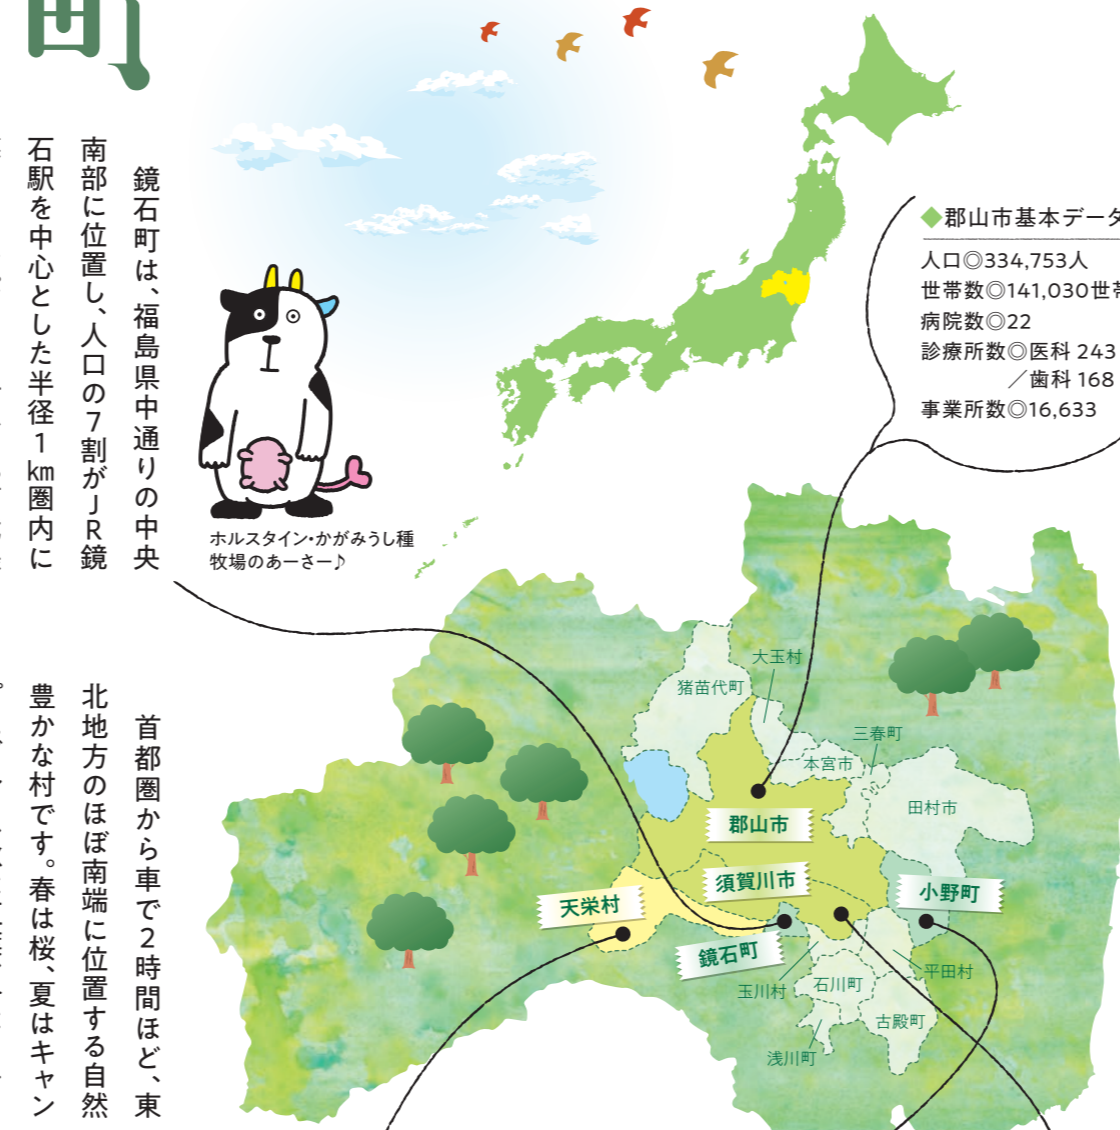 町
鏡石町は、福島県中通りの中央
南部に位置し、人口の7割がJR鏡
石駅を中心とした半径1㎞圏内に
ホルスタイン・かがみうし種
牧場のあーさー♪
◆郡山市基本データ
人口◎334,753人
世帯数◎141,030世帯
病院数◎22
診療所数◎医科 243
／歯科 168
事業所数◎16,633
首都圏から車で2時間ほど、東
北地方のほぼ南端に位置する自然
豊かな村です。春は桜、夏はキャン
大玉村
猪苗代町
三春町
本宮市
田村市
郡山市
須賀川市
小野町
天栄村
鏡石町
平田村
玉川村
石川町
古殿町
浅川町